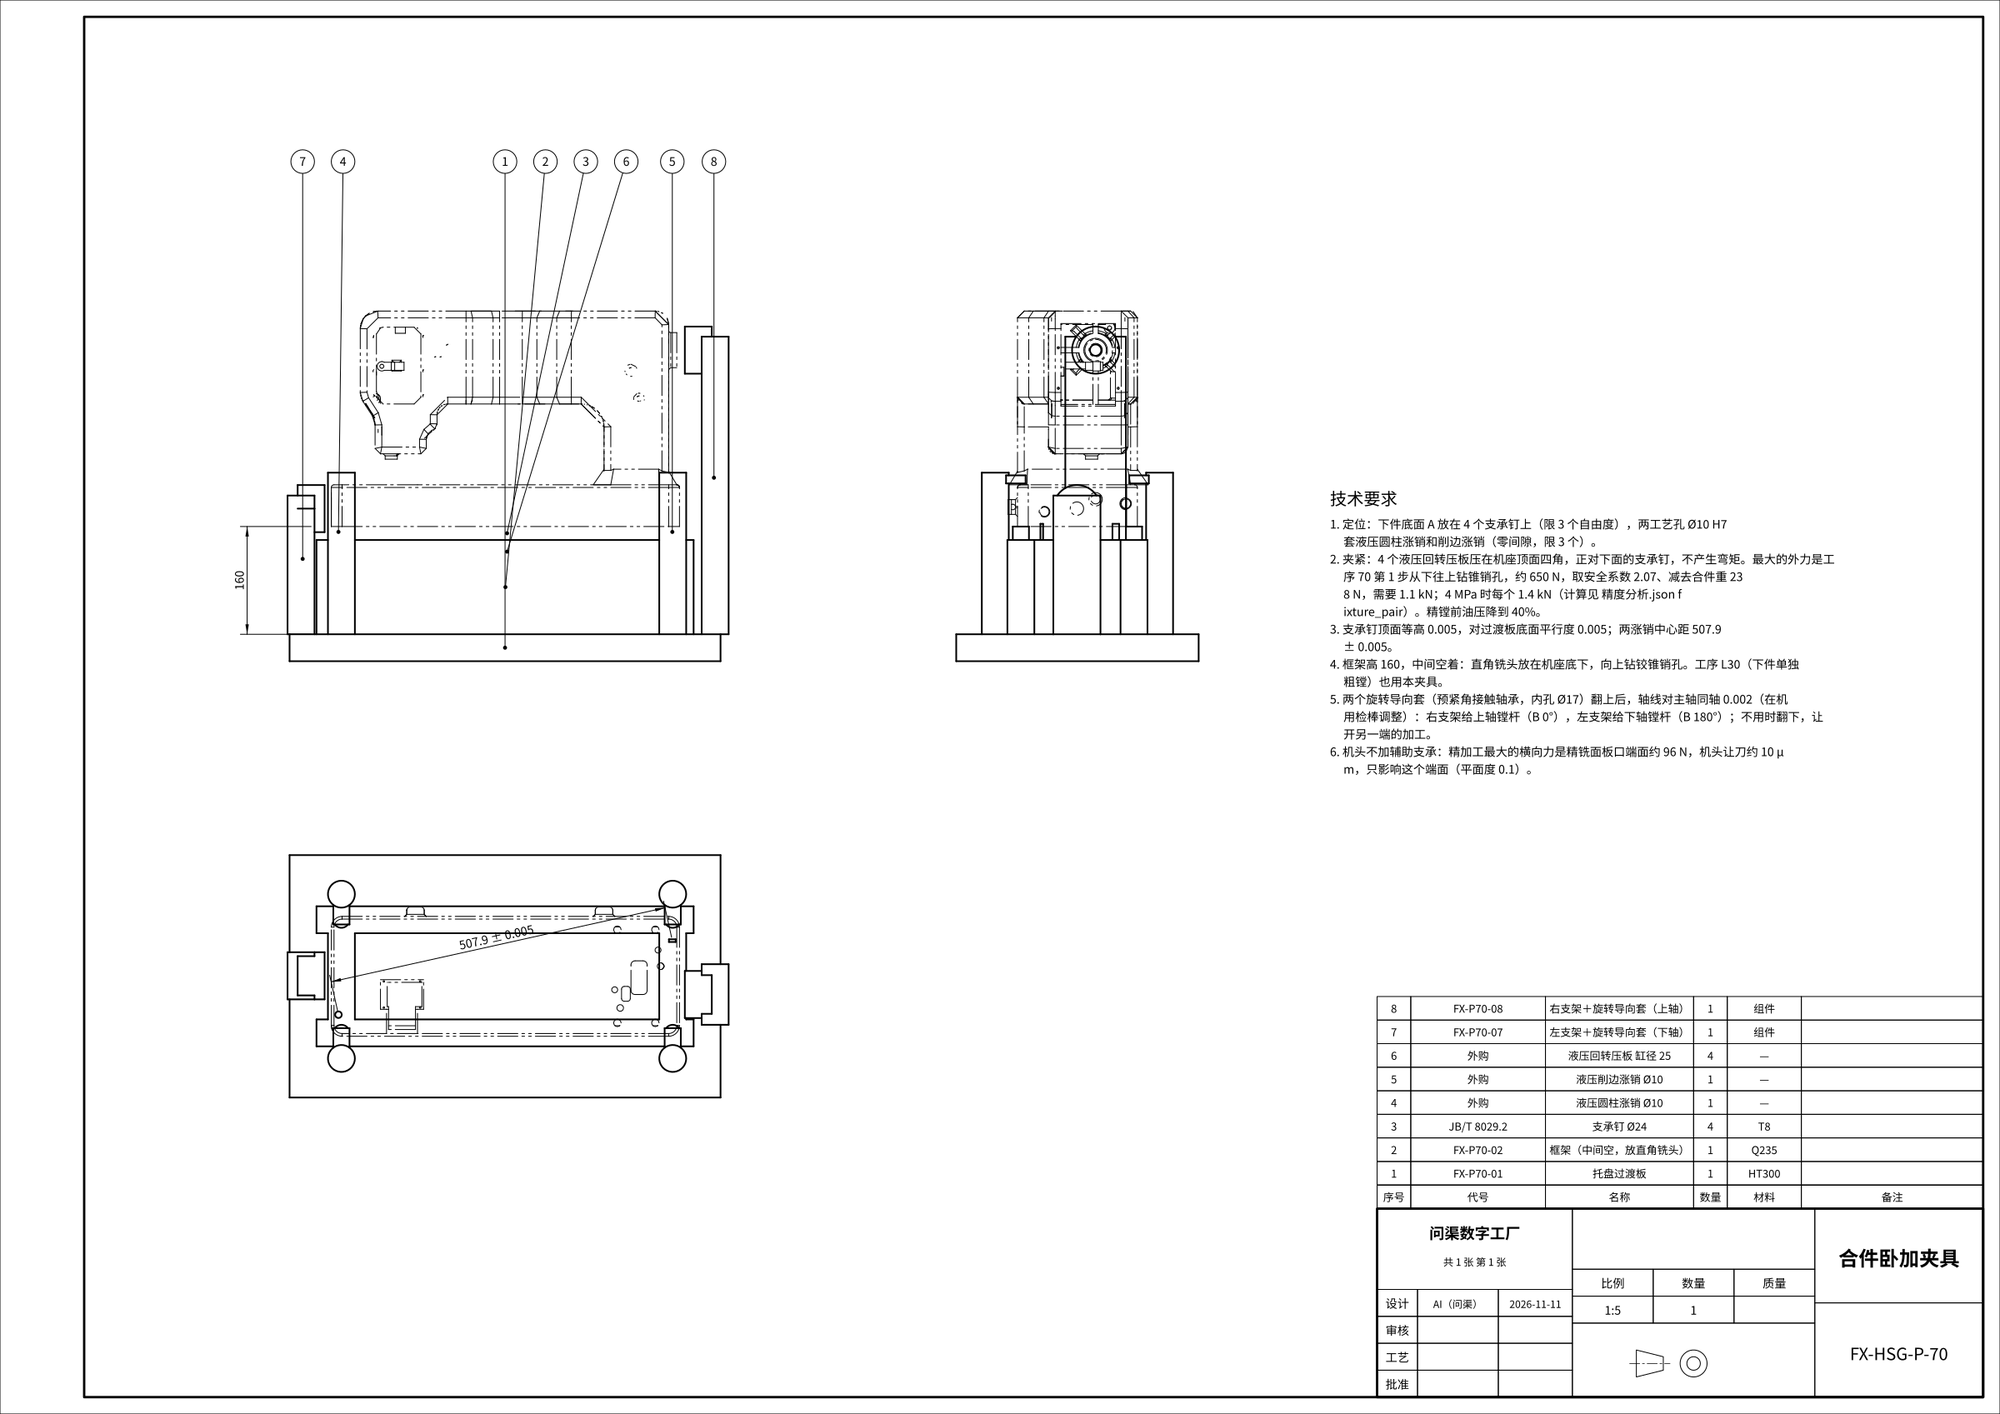 7 4 1 2 3 6 5 8
160
507.9 ± 0.005
技术要求
1. 定位：下件底面 A 放在 4 个支承钉上（限 3 个自由度），两工艺孔 Ø10 H7
套液压圆柱涨销和削边涨销（零间隙，限 3 个）。
2. 夹紧：4 个液压回转压板压在机座顶面四角，正对下面的支承钉，不产生弯矩。最大的外力是工
序 70 第 1 步从下往上钻锥销孔，约 650 N，取安全系数 2.07、减去合件重 23
8 N，需要 1.1 kN；4 MPa 时每个 1.4 kN（计算见 精度分析.json f
ixture_pair）。精镗前油压降到 40%。
3. 支承钉顶面等高 0.005，对过渡板底面平行度 0.005；两涨销中心距 507.9
± 0.005。
4. 框架高 160，中间空着：直角铣头放在机座底下，向上钻铰锥销孔。工序 L30（下件单独
粗镗）也用本夹具。
5. 两个旋转导向套（预紧角接触轴承，内孔 Ø17）翻上后，轴线对主轴同轴 0.002（在机
用检棒调整）：右支架给上轴镗杆（B 0°），左支架给下轴镗杆（B 180°）；不用时翻下，让
开另一端的加工。
6. 机头不加辅助支承：精加工最大的横向力是精铣面板口端面约 96 N，机头让刀约 10 μ
m，只影响这个端面（平面度 0.1）。
8 FX-P70-08 右支架＋旋转导向套（上轴） 1 组件
7 FX-P70-07 左支架＋旋转导向套（下轴） 1 组件
6 外购 液压回转压板 缸径 25 4 —
5 外购 液压削边涨销 Ø10 1 —
4 外购 液压圆柱涨销 Ø10 1 —
3 JB/T 8029.2 支承钉 Ø24 4 T8
2 FX-P70-02 框架（中间空，放直角铣头） 1 Q235
1 FX-P70-01 托盘过渡板 1 HT300
序号 代号 名称 数量 材料 备注
问渠数字工厂
共 1 张 第 1 张
合件卧加夹具
比例 数量 质量
1:5 1
设计 AI（问渠） 2026-11-11
审核
工艺
批准
FX-HSG-P-70